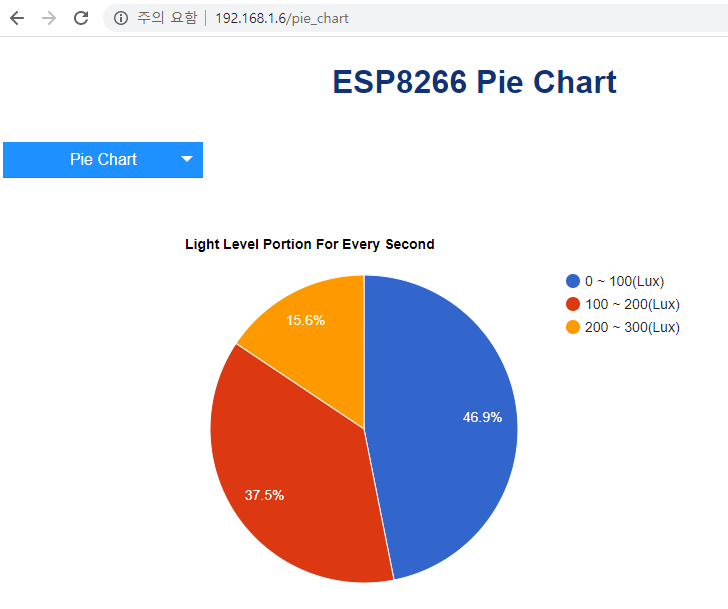 주의 요함 | 192.168.1.6/pie_chart
ESP8266 Pie Chart
Pie Chart
Light Level Portion For Every Second
0 ~ 100(Lux)
100 ~ 200(Lux)
200 ~ 300(Lux)
15.6%
46.9%
37.5%